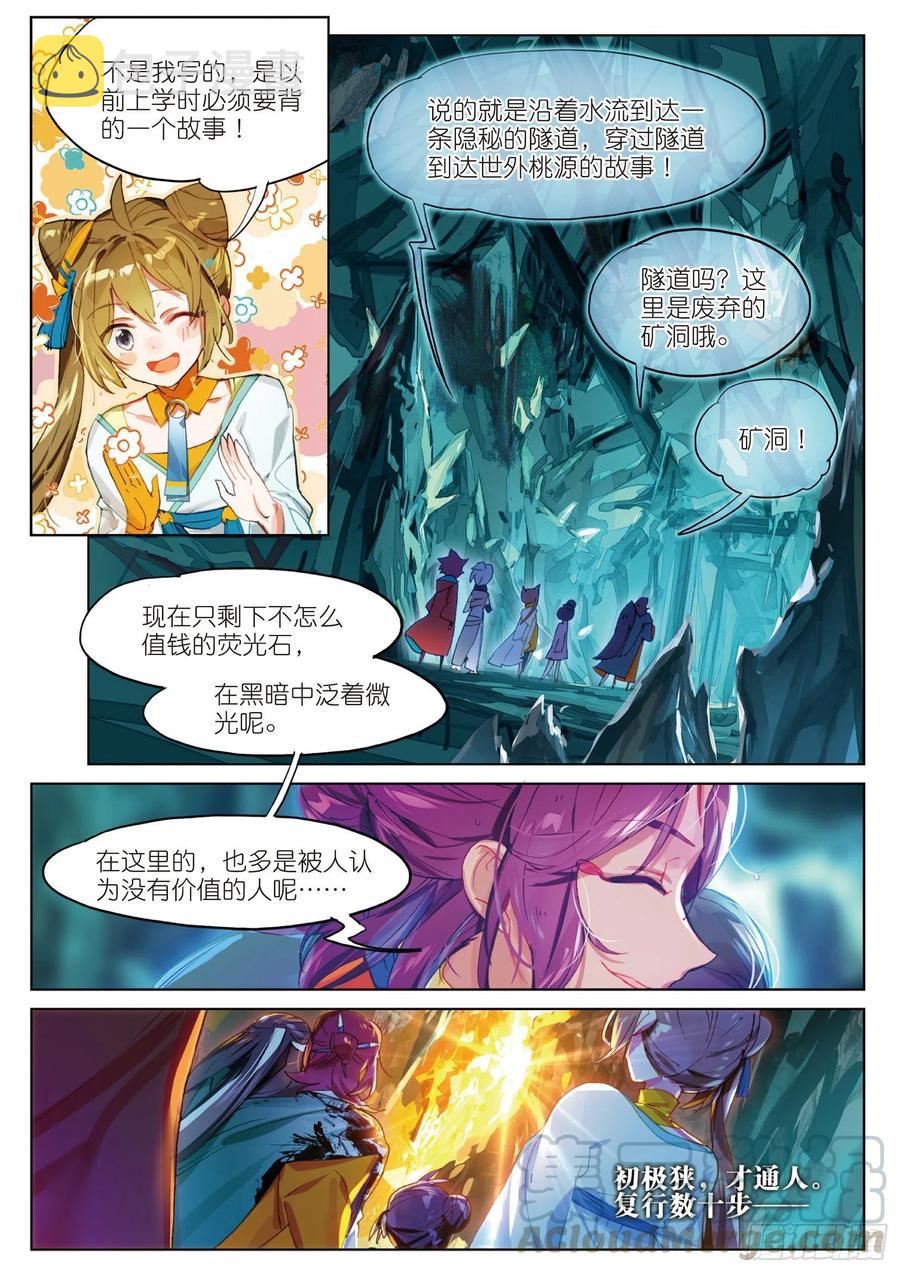 包子漫畫
不是我写的，是以
前上学时必须要背
的一个故事！
说的就是沿着水流到达一
条隐秘的隧道，穿过隧道
到达世外桃源的故事！
隧道吗？这
里是废弃的
矿洞哦。
矿洞！
现在只剩下不怎么
值钱的荧光石，
在黑暗中泛着微
光呢。
在这里的，也多是被人认
为没有价值的人呢……
初极狭，才通人。
复行数十步——
acloudmerge.com